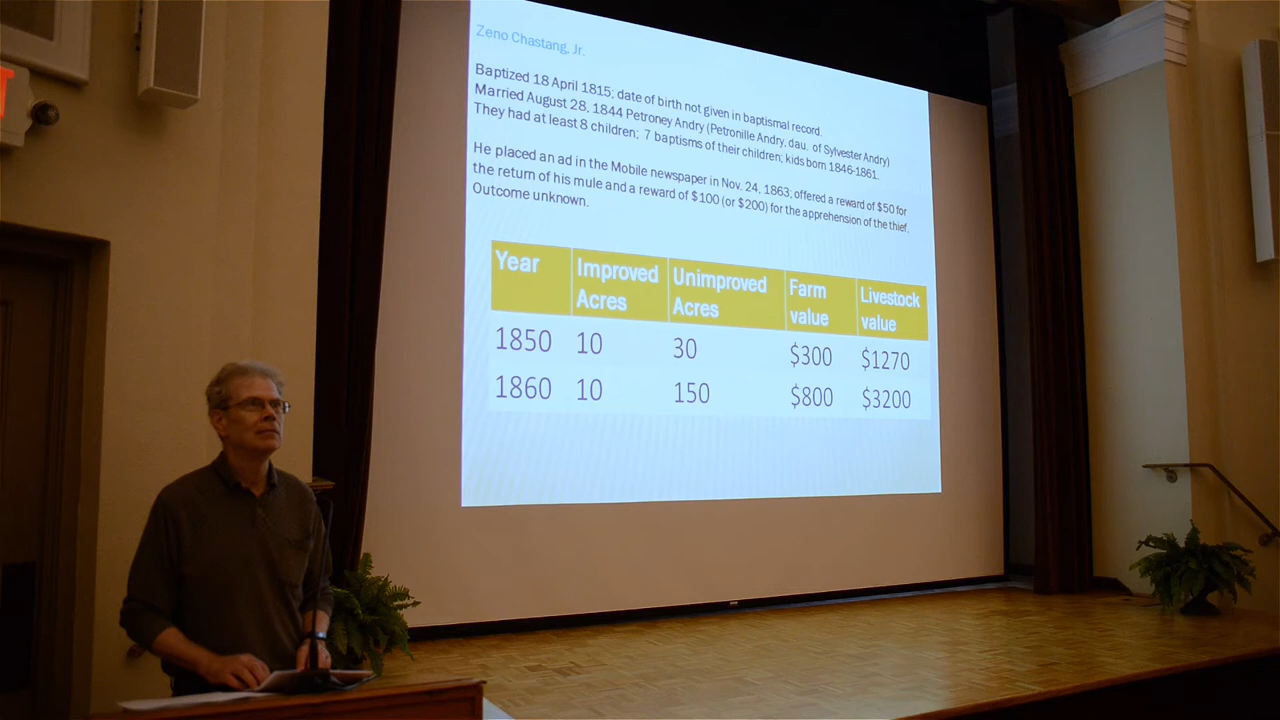 Zeno Chastang, Jr.
Baptized 18 April 1815; date of birth not given in baptismal record.
Married August 28, 1844 Petroney Andry (Petronille Andry, dau. of Sylvester Andry)
They had at least 8 children; 7 baptisms of their children; kids born 1846-1861.
He placed an ad in the Mobile newspaper in Nov. 24, 1863; offered a reward of $50 for
the return of his mule and a reward of $100 (or $200) for the apprehension of the thief.
Outcome unknown.
Year Improved Acres Unimproved Acres Farm value Livestock value
1850 10 30 $300 $1270
1860 10 150 $800 $3200